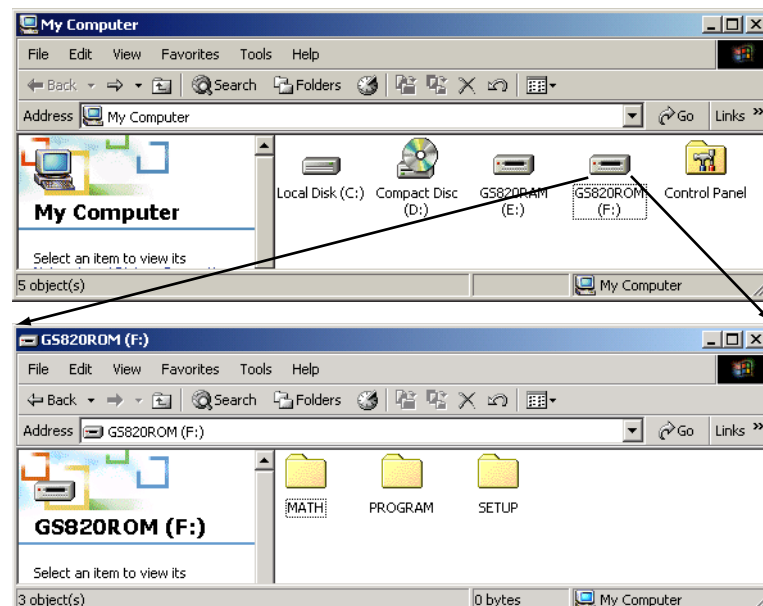 My Computer
File Edit View Favorites Tools Help
Back Search Folders
Address My Computer Go Links »
My Computer
Select an item to view its
Local Disk (C:) Compact Disc (D:) GS820RAM (E:) GS820ROM (F:) Control Panel
5 object(s) My Computer
GS820ROM (F:)
File Edit View Favorites Tools Help
Back Search Folders
Address GS820ROM (F:) Go Links »
GS820ROM (F:)
Select an item to view its
MATH PROGRAM SETUP
3 object(s) 0 bytes My Computer